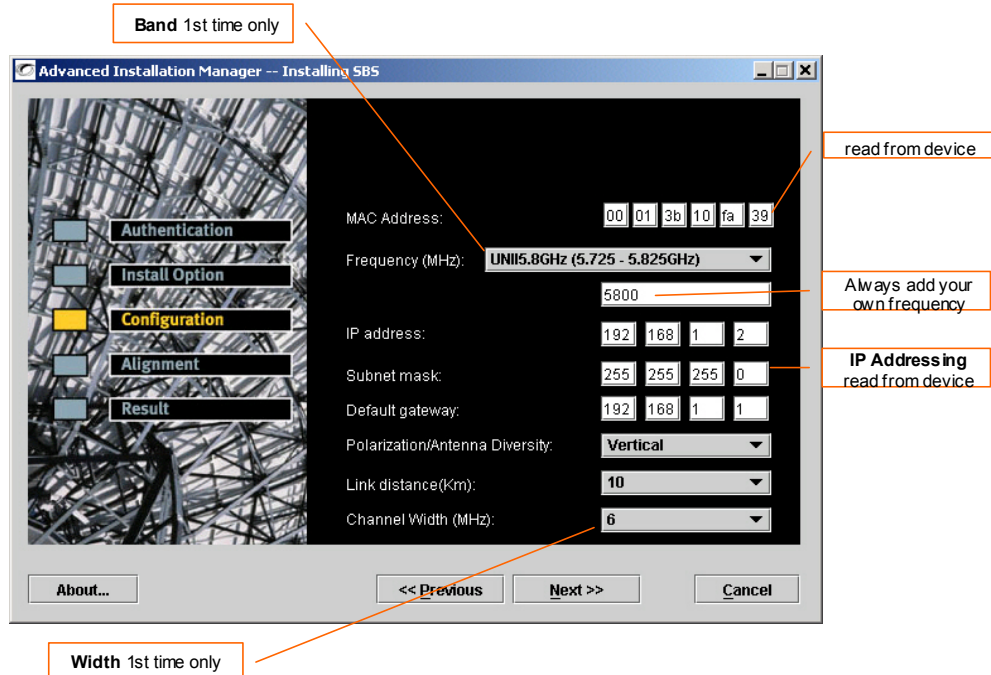 Band 1st time only
Advanced Installation Manager -- Installing SBS
read from device
MAC Address: 00 01 3b 10 fa 39
Authentication
Frequency (MHz): UNII5.8GHz (5.725 - 5.825GHz)
Install Option
5800
Always add your
own frequency
Configuration
IP address: 192 168 1 2
IP Addressing
read from device
Alignment
Subnet mask: 255 255 255 0
Result
Default gateway: 192 168 1 1
Polarization/Antenna Diversity: Vertical
Link distance(Km): 10
Channel Width (MHz): 6
About... << Previous Next >> Cancel
Width 1st time only